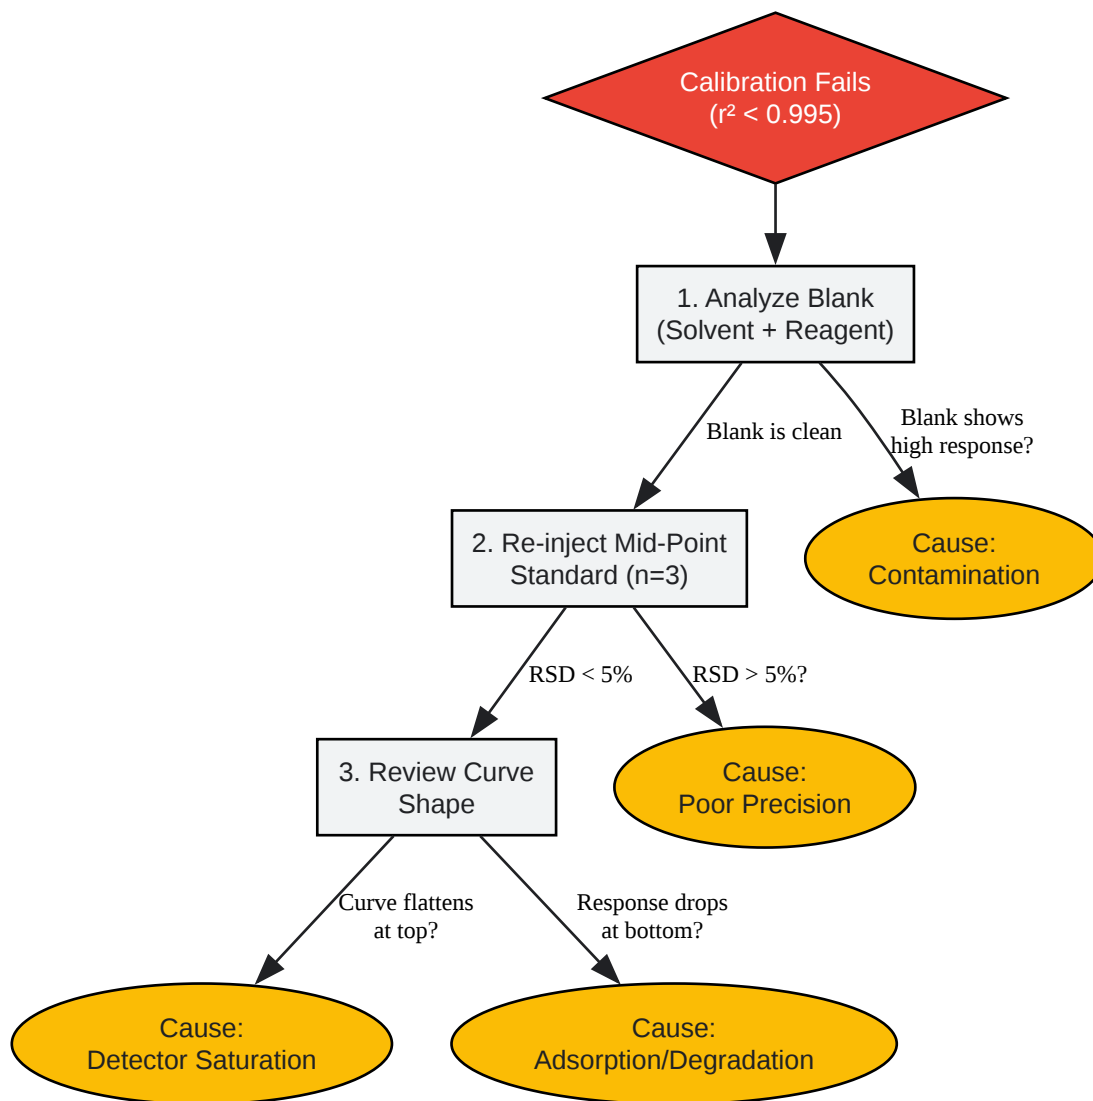 Calibration Fails
(r² < 0.995)
1. Analyze Blank
(Solvent + Reagent)
Blank is clean
Blank shows
high response?
2. Re-inject Mid-Point
Standard (n=3)
Cause:
Contamination
RSD < 5%
RSD > 5%?
3. Review Curve
Shape
Cause:
Poor Precision
Curve flattens
at top?
Response drops
at bottom?
Cause:
Detector Saturation
Cause:
Adsorption/Degradation